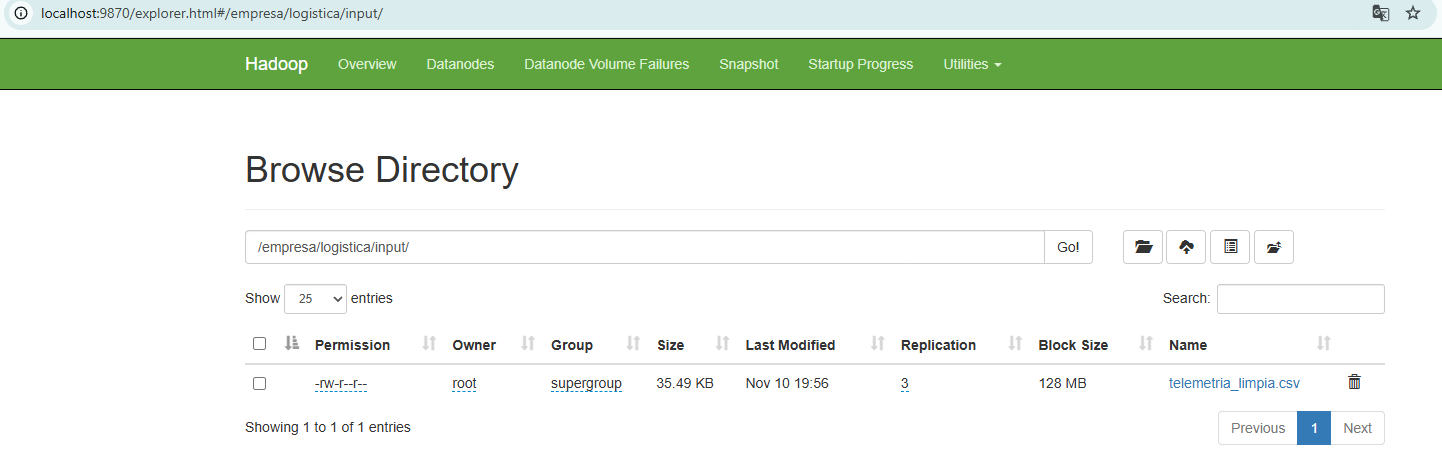 localhost:9870/explorer.html#/empresa/logistica/input/
Hadoop Overview Datanodes Datanode Volume Failures Snapshot Startup Progress Utilities
Browse Directory
/empresa/logistica/input/ Go!
Show 25 entries Search:
Permission Owner Group Size Last Modified Replication Block Size Name
-rw-r--r-- root supergroup 35.49 KB Nov 10 19:56 3 128 MB telemetria_limpia.csv
Showing 1 to 1 of 1 entries Previous 1 Next